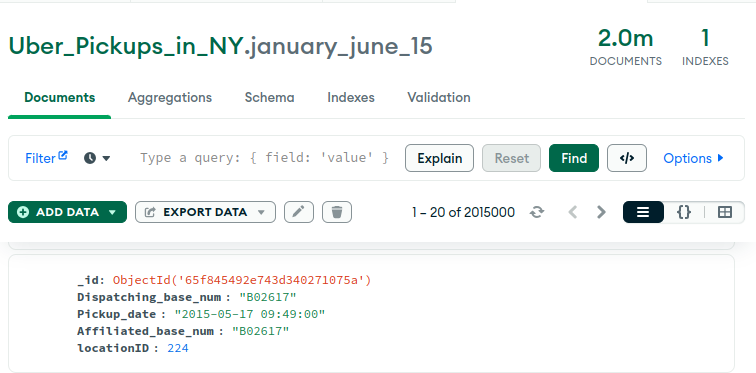 Uber_Pickups_in_NY.january_june_15
2.0m
DOCUMENTS
1
INDEXES
Documents
Aggregations
Schema
Indexes
Validation
Filter
Type a query: { field: 'value' }
Explain
Reset
Find
</>
Options
ADD DATA
EXPORT DATA
1 – 20 of 2015000
{}
_id: ObjectId('65f845492e743d340271075a')
Dispatching_base_num : "B02617"
Pickup_date : "2015-05-17 09:49:00"
Affiliated_base_num : "B02617"
locationID : 224